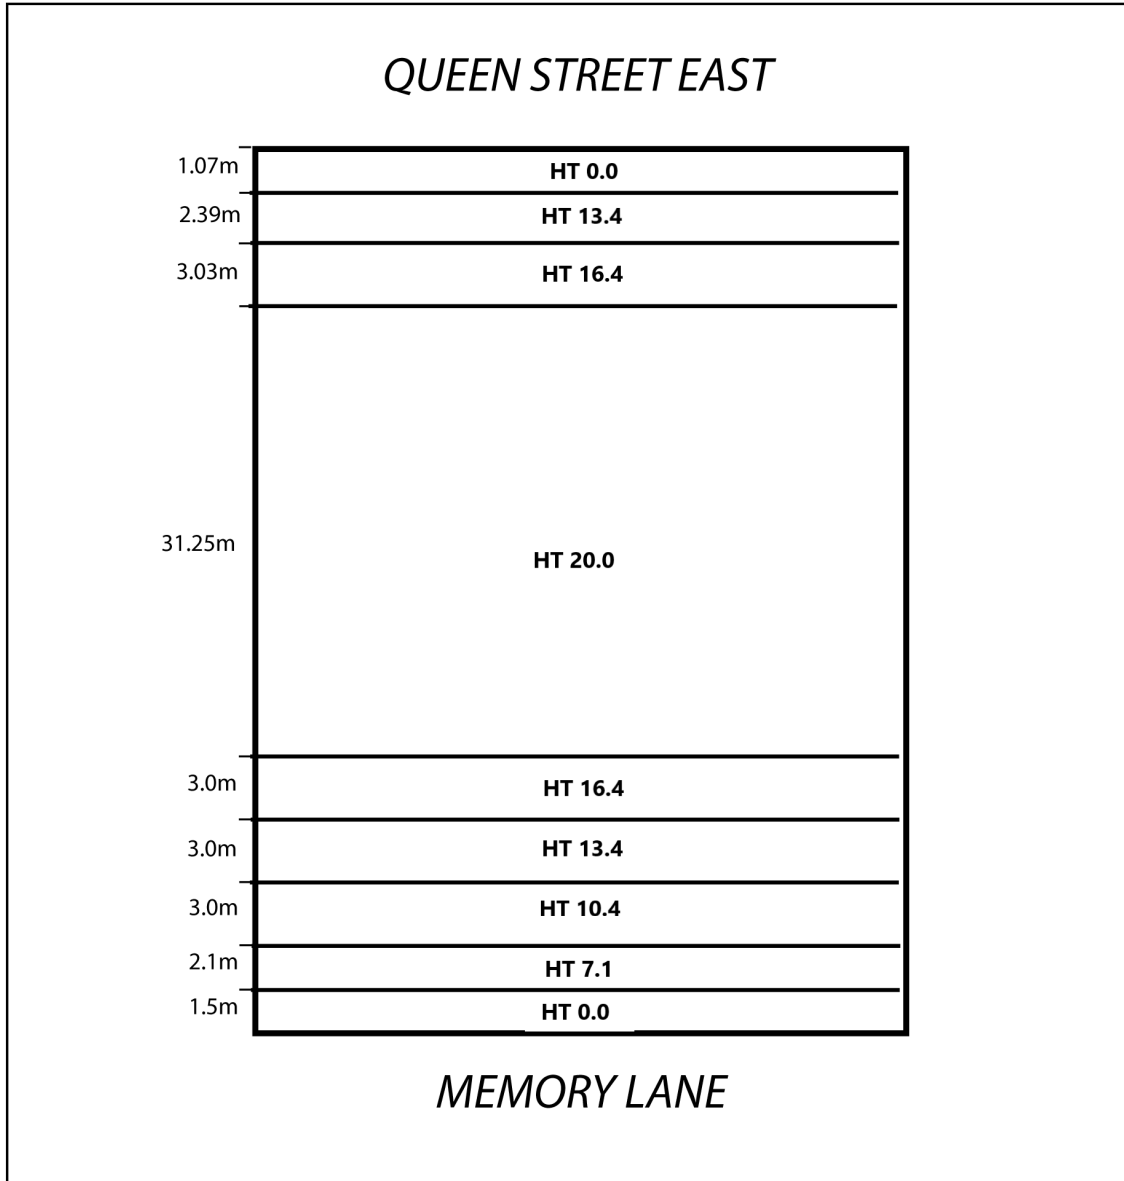 QUEEN STREET EAST
1.07m
HT 0.0
2.39m
HT 13.4
3.03m
HT 16.4
31.25m
HT 20.0
3.0m
HT 16.4
3.0m
HT 13.4
3.0m
HT 10.4
2.1m
HT 7.1
1.5m
HT 0.0
MEMORY LANE